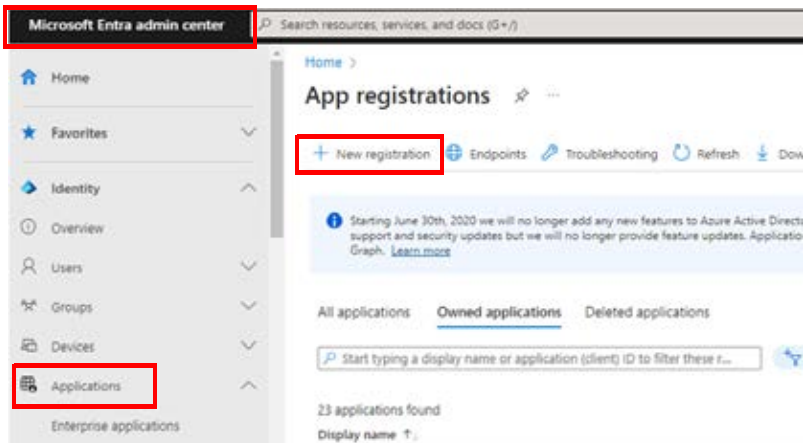 Microsoft Entra admin center
Search resources, services, and docs (G+/)
Home
Favorites
Identity
Overview
Users
Groups
Devices
Applications
Enterprise applications
Home >
App registrations
New registration
Endpoints
Troubleshooting
Refresh
Starting June 30th, 2020 we will no longer add any new features to Azure Active
support and security updates but we will no longer provide feature updates.
Graph. Learn more
All applications
Owned applications
Deleted applications
Start typing a display name or application (client) ID to filter these r...
23 applications found
Display name ↑↓